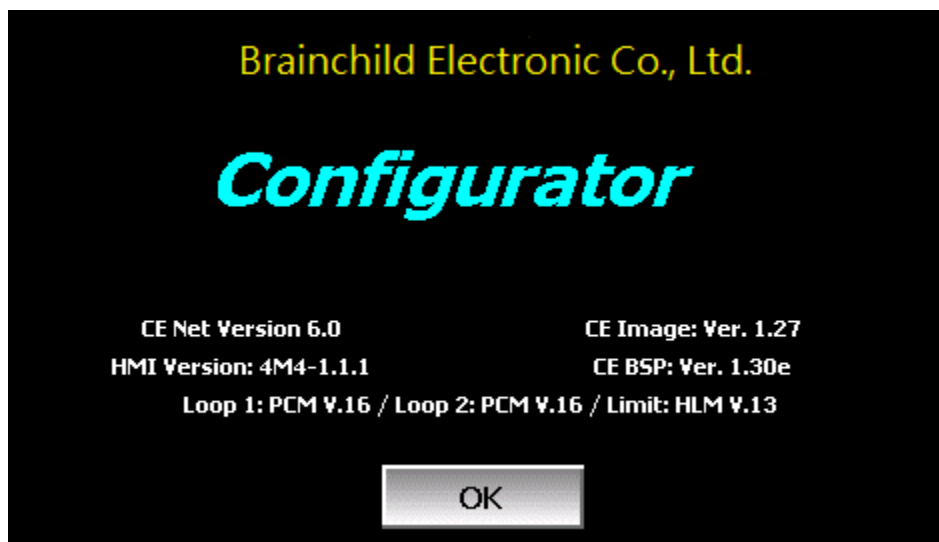 Brainchild Electronic Co., Ltd.
Configurator
CE Net Version 6.0
CE Image: Ver. 1.27
HMI Version: 4M4-1.1.1
CE BSP: Ver. 1.30e
Loop 1: PCM V.16 / Loop 2: PCM V.16 / Limit: HLM V.13
OK